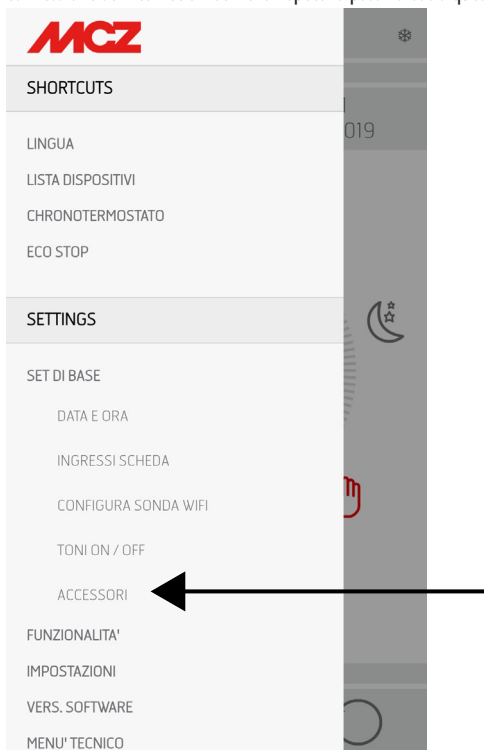 MCZ
SHORTCUTS
019
LINGUA
LISTA DISPOSITIVI
CHRONOTERMOSTATO
ECO STOP
SETTINGS
SET DI BASE
DATA E ORA
INGRESSI SCHEDA
CONFIGURA SONDA WIFI
TONI ON / OFF
ACCESSORI
FUNZIONALITA'
IMPOSTAZIONI
VERS. SOFTWARE
MENU' TECNICO